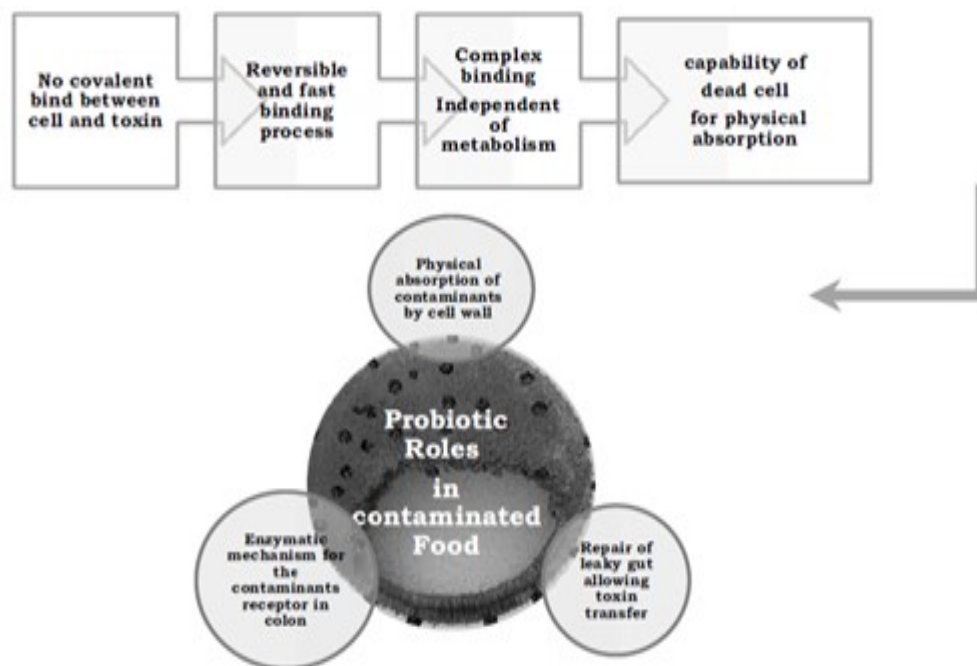 No covalent
bind between
cell and toxin
Reversible
and fast
binding
process
Complex
binding
Independent
of
metabolism
capability of
dead cell
for physical
absorption
Physical
absorption of
contaminants
by cell wall
Probiotic
Roles
in
contaminated
Food
Enzymatic
mechanism for
the
contaminants
receptor in
colon
Repair of
leaky gut
allowing
toxin
transfer